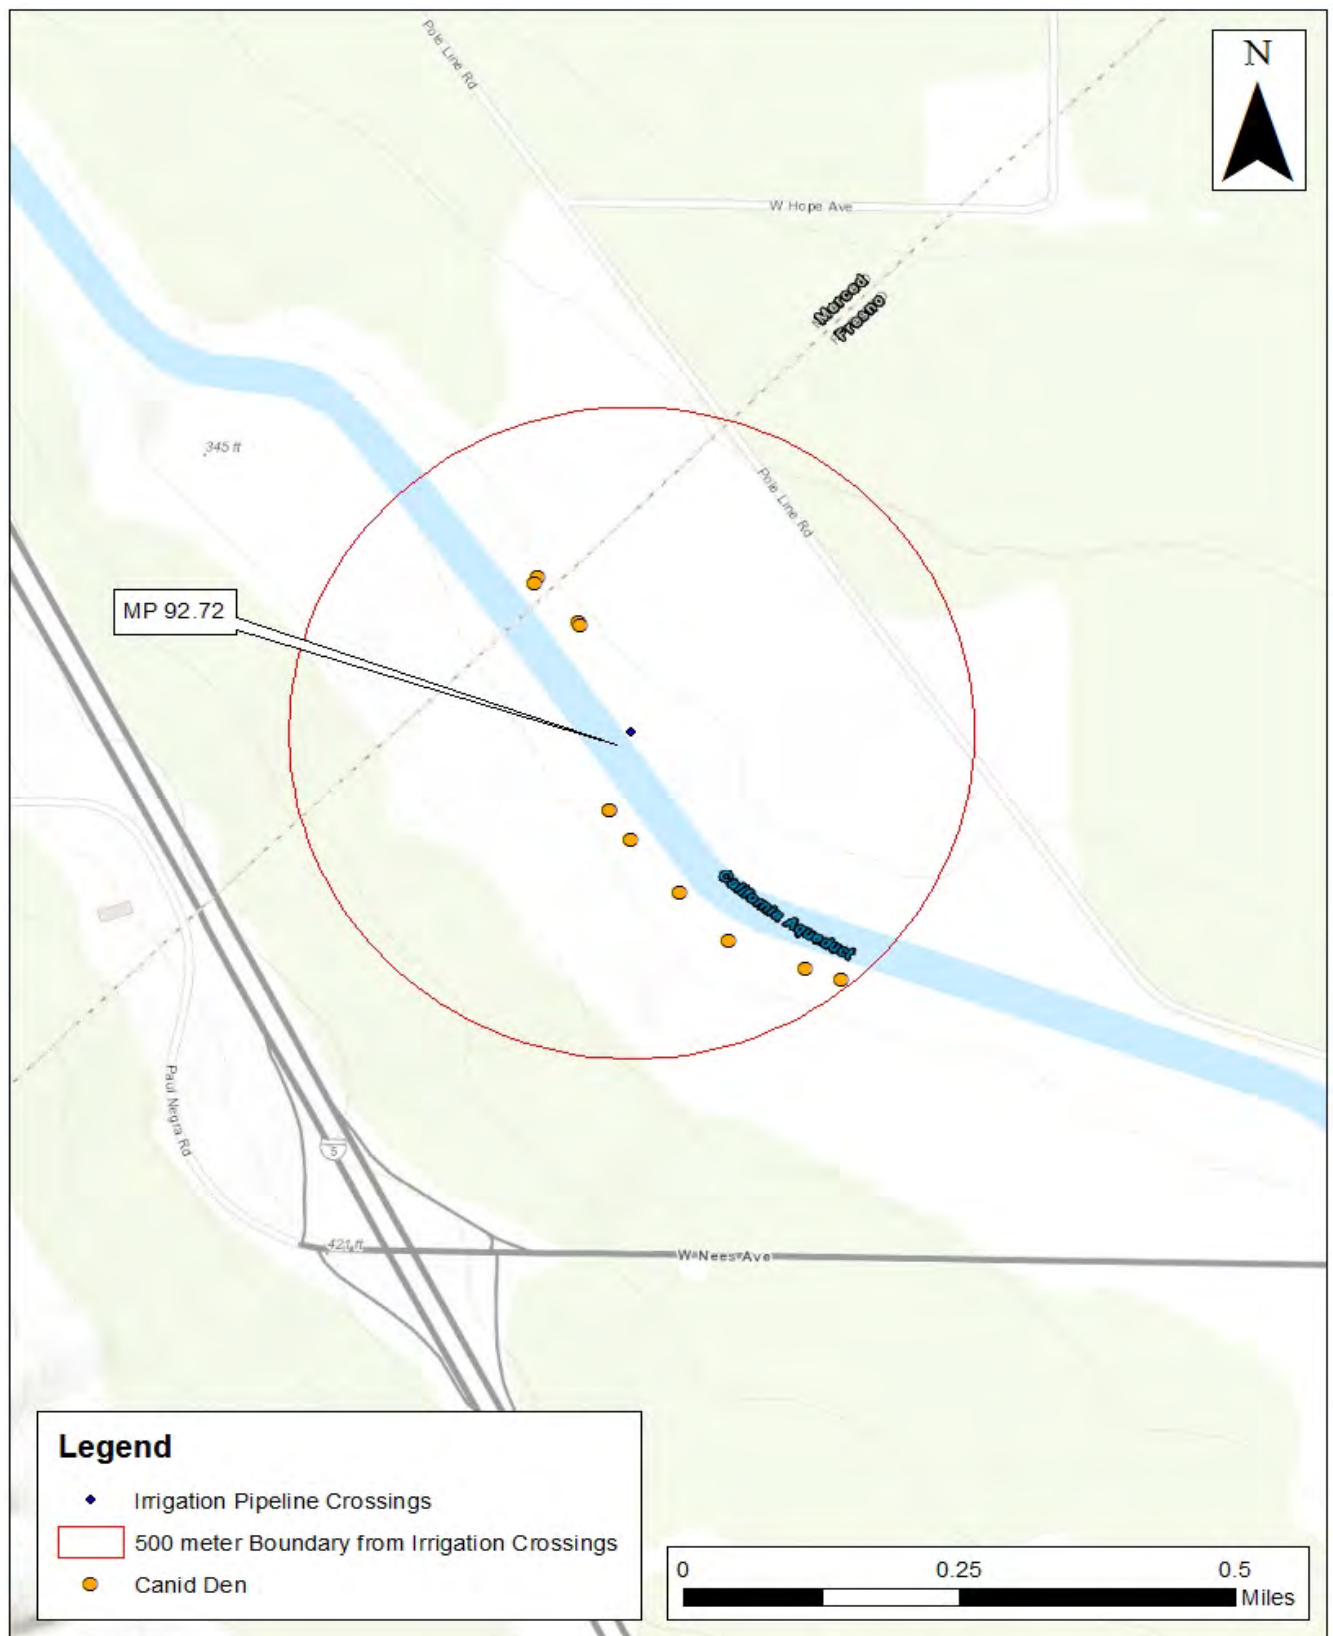 Pole Line Rd
N
W Hope Ave
Merced
Fresno
345 ft
Pole Line Rd
MP 92.72
California Aqueduct
Paul Negra Rd
5
421 ft
W Nees Ave
Legend
Irrigation Pipeline Crossings
500 meter Boundary from Irrigation Crossings
Canid Den
0 0.25 0.5
Miles